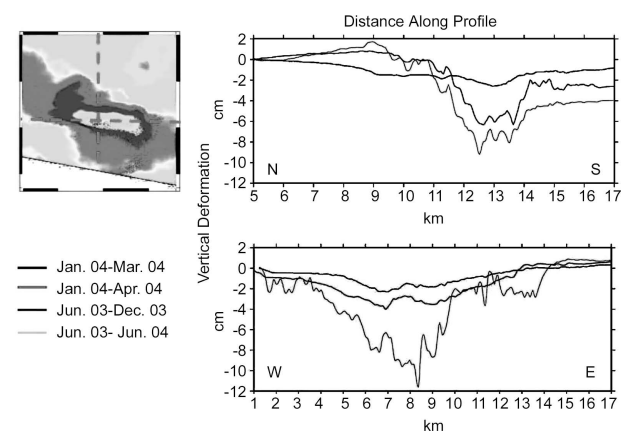 Distance Along Profile
2
0
-2
-4
-6
-8
-10
-12
cm
N
S
5 6 7 8 9 10 11 12 13 14 15 16 17
km
Vertical Deformation
Jan. 04-Mar. 04
Jan. 04-Apr. 04
Jun. 03-Dec. 03
Jun. 03- Jun. 04
2
0
-2
-4
-6
-8
-10
-12
cm
W
E
1 2 3 4 5 6 7 8 9 10 11 12 13 14 15 16 17
km